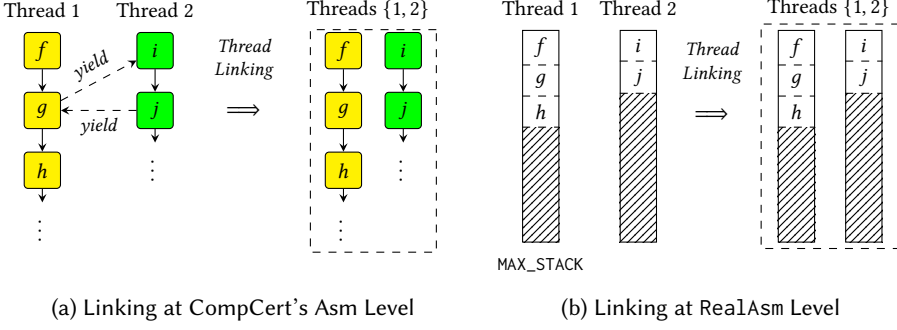 Thread 1 Thread 2 Threads {1, 2}
f i f i
yield
Thread
Linking
g j ⟹ g j
yield
h ⋮ h ⋮
⋮ ⋮
(a) Linking at CompCert's Asm Level
Thread 1 Thread 2 Threads {1, 2}
f i f i
Thread
Linking
g j g j
h ⟹ h
MAX_STACK
(b) Linking at RealAsm Level